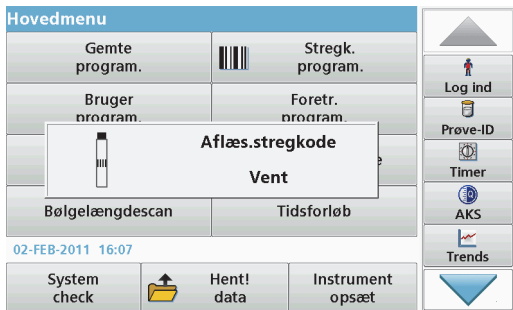 Hovedmenu
Gemte
program.
Stregk.
program.
Bruger
program.
Foretr.
program.
Aflæs.stregkode
Vent
Bølgelængdescan
Tidsforløb
02-FEB-2011 16:07
System
check
Hent!
data
Instrument
opsæt
Log ind
Prøve-ID
Timer
AKS
Trends